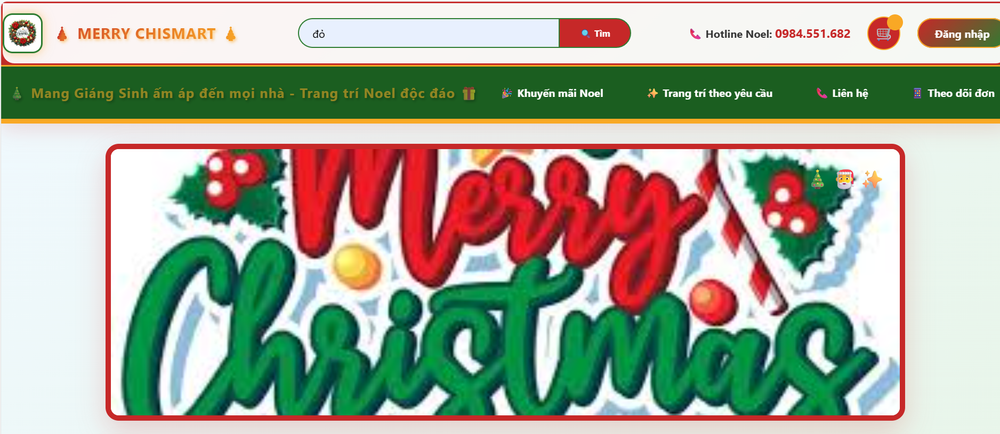 MERRY CHISMART
đỏ
Tìm
Hotline Noel: 0984.551.682
Đăng nhập
Mang Giáng Sinh ấm áp đến mọi nhà - Trang trí Noel độc đáo
Khuyến mãi Noel
Trang trí theo yêu cầu
Liên hệ
Theo dõi đơn
Merry
Christmas